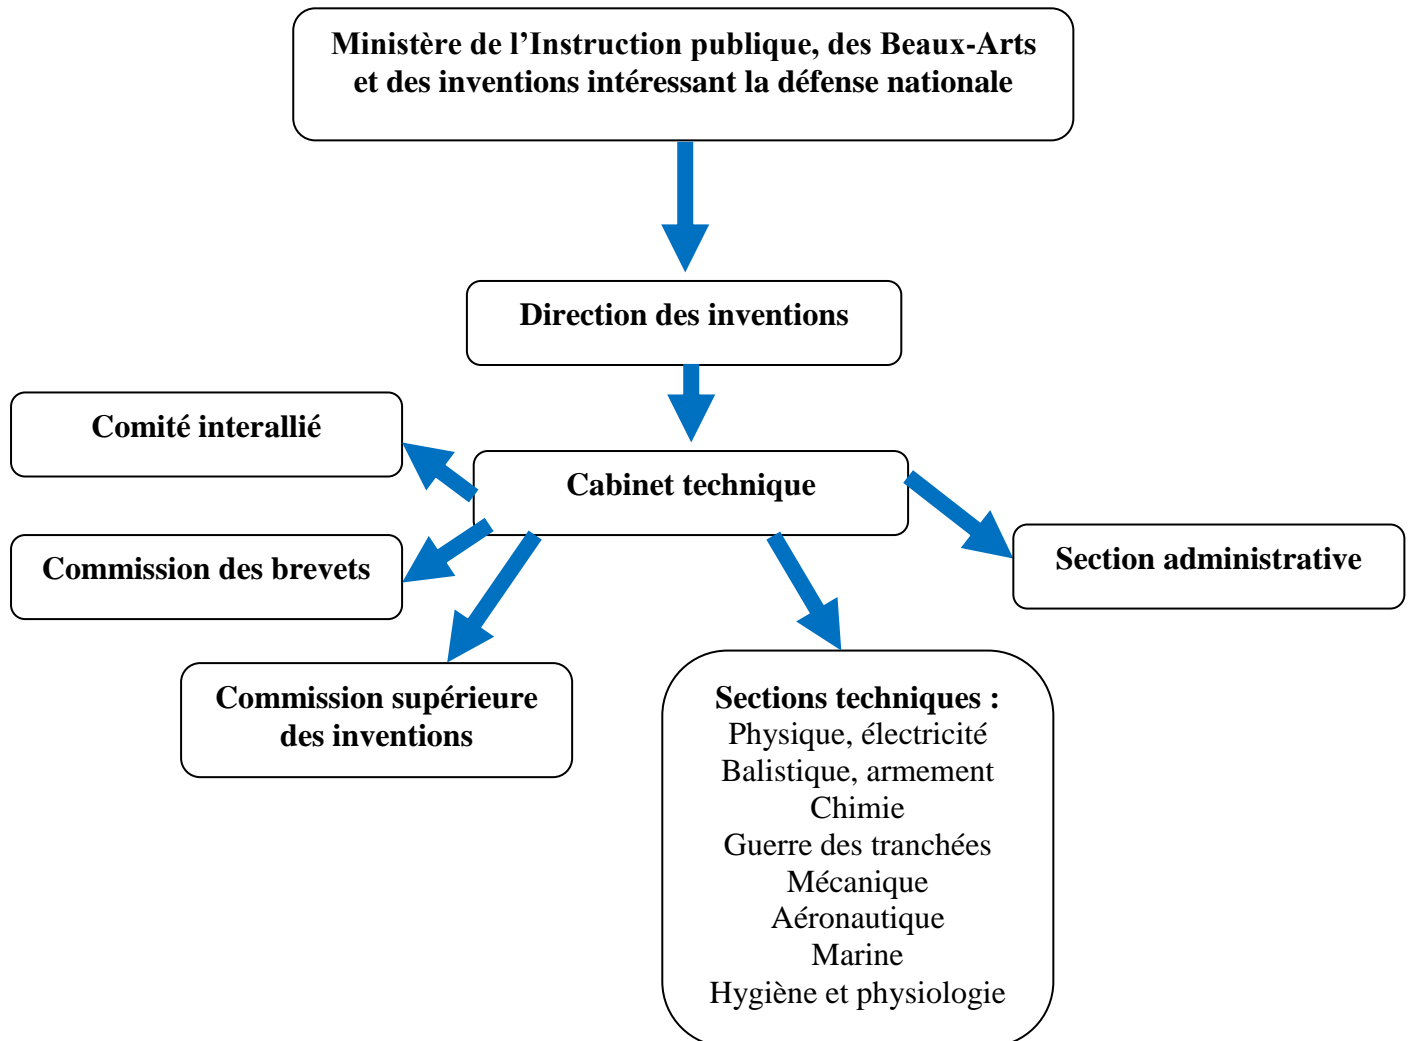 Ministère de l’Instruction publique, des Beaux-Arts
et des inventions intéressant la défense nationale
Direction des inventions
Comité interallié
Cabinet technique
Commission des brevets
Section administrative
Commission supérieure
des inventions
Sections techniques :
Physique, électricité
Balistique, armement
Chimie
Guerre des tranchées
Mécanique
Aéronautique
Marine
Hygiène et physiologie